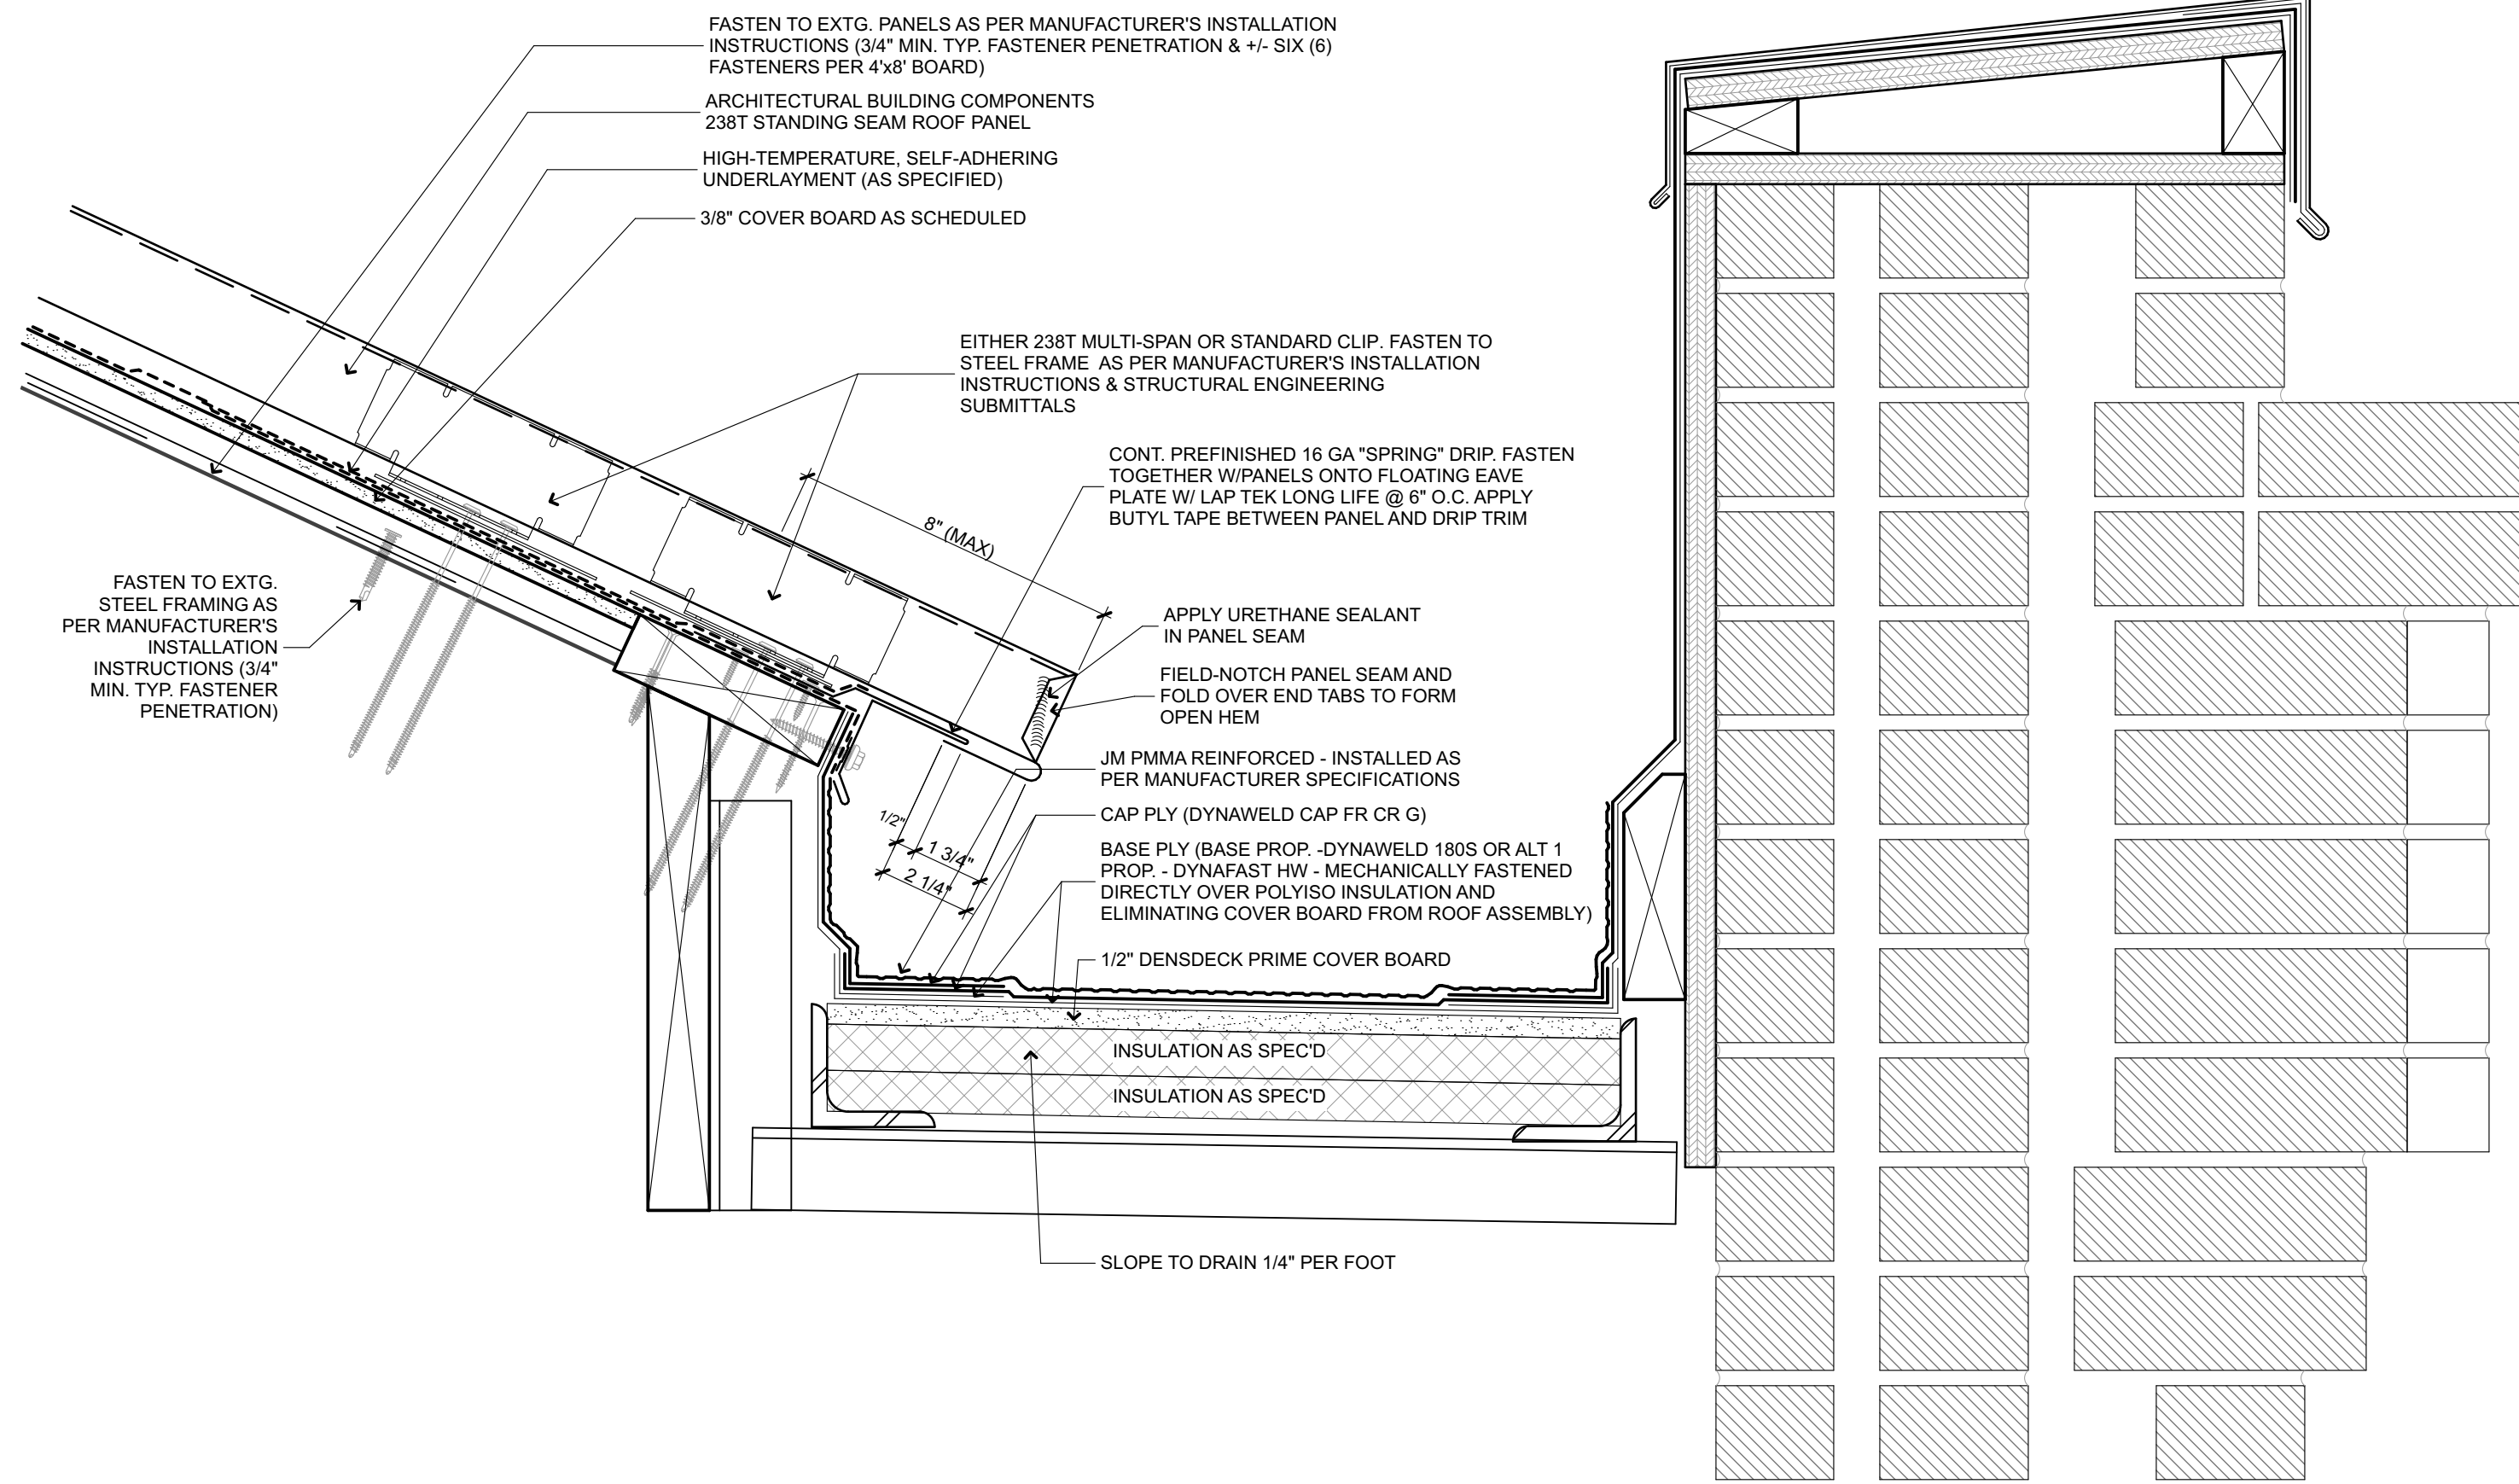 FASTEN TO EXTG. PANELS AS PER MANUFACTURER'S INSTALLATION
INSTRUCTIONS (3/4" MIN. TYP. FASTENER PENETRATION & +/- SIX (6)
FASTENERS PER 4'x8' BOARD)
ARCHITECTURAL BUILDING COMPONENTS
238T STANDING SEAM ROOF PANEL
HIGH-TEMPERATURE, SELF-ADHERING
UNDERLAYMENT (AS SPECIFIED)
3/8" COVER BOARD AS SCHEDULED
EITHER 238T MULTI-SPAN OR STANDARD CLIP. FASTEN TO
STEEL FRAME AS PER MANUFACTURER'S INSTALLATION
INSTRUCTIONS & STRUCTURAL ENGINEERING
SUBMITTALS
CONT. PREFINISHED 16 GA "SPRING" DRIP. FASTEN
TOGETHER W/PANELS ONTO FLOATING EAVE
PLATE W/ LAP TEK LONG LIFE @ 6" O.C. APPLY
BUTYL TAPE BETWEEN PANEL AND DRIP TRIM
8" (MAX)
FASTEN TO EXTG.
STEEL FRAMING AS
PER MANUFACTURER'S
INSTALLATION
INSTRUCTIONS (3/4"
MIN. TYP. FASTENER
PENETRATION)
APPLY URETHANE SEALANT
IN PANEL SEAM
FIELD-NOTCH PANEL SEAM AND
FOLD OVER END TABS TO FORM
OPEN HEM
JM PMMA REINFORCED - INSTALLED AS
PER MANUFACTURER SPECIFICATIONS
CAP PLY (DYNAWELD CAP FR CR G)
1/2"
1 3/4"
2 1/4"
BASE PLY (BASE PROP. -DYNAWELD 180S OR ALT 1
PROP. - DYNAFAST HW - MECHANICALLY FASTENED
DIRECTLY OVER POLYISO INSULATION AND
ELIMINATING COVER BOARD FROM ROOF ASSEMBLY)
1/2" DENSDECK PRIME COVER BOARD
INSULATION AS SPEC'D
INSULATION AS SPEC'D
SLOPE TO DRAIN 1/4" PER FOOT